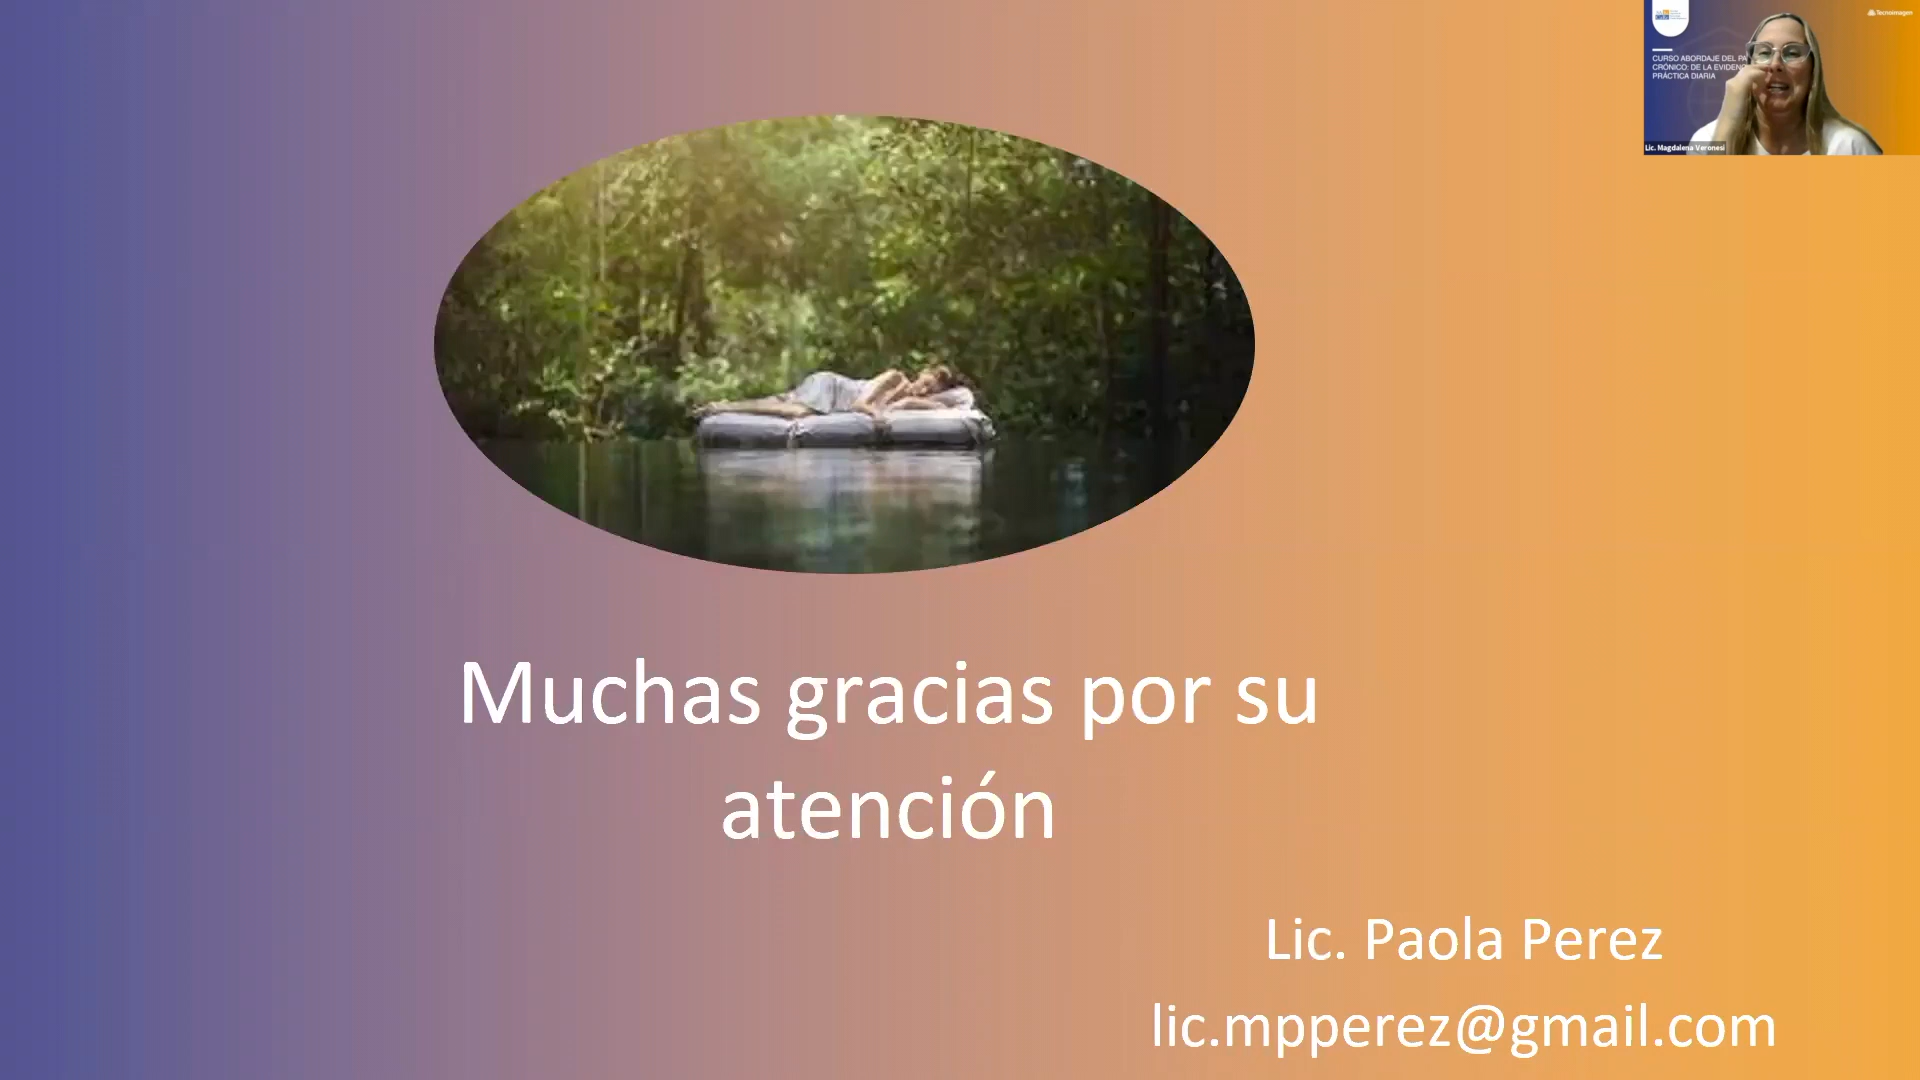 Muchas gracias por su
atención
Lic. Paola Perez
lic.mpperez@gmail.com
CURSO ABORDAJE DEL PA
CRÓNICO: DE LA EVIDENC
PRÁCTICA DIARIA
Tecnoimagen
Lic. Magdalena Veronesi